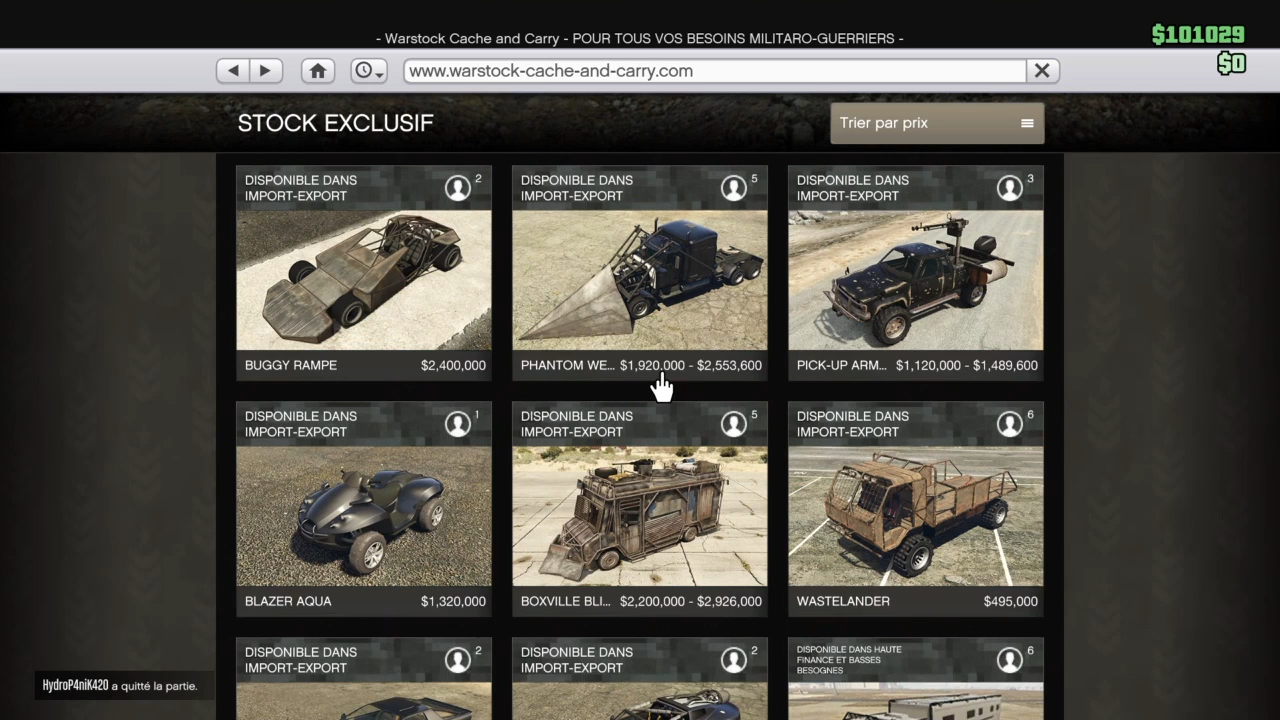 - Warstock Cache and Carry - POUR TOUS VOS BESOINS MILITARO-GUERRIERS -
$101029
$0
www.warstock-cache-and-carry.com
STOCK EXCLUSIF
Trier par prix
DISPONIBLE DANS
IMPORT-EXPORT
2
BUGGY RAMPE $2,400,000
DISPONIBLE DANS
IMPORT-EXPORT
5
PHANTOM WE... $1,920,000 - $2,553,600
DISPONIBLE DANS
IMPORT-EXPORT
3
PICK-UP ARM... $1,120,000 - $1,489,600
DISPONIBLE DANS
IMPORT-EXPORT
1
BLAZER AQUA $1,320,000
DISPONIBLE DANS
IMPORT-EXPORT
5
BOXVILLE BLI... $2,200,000 - $2,926,000
DISPONIBLE DANS
IMPORT-EXPORT
6
WASTELANDER $495,000
DISPONIBLE DANS
IMPORT-EXPORT
2
DISPONIBLE DANS
IMPORT-EXPORT
2
DISPONIBLE DANS HAUTE
FINANCE ET BASSES
BESOGNES
6
HydroP4niK420 a quitté la partie.